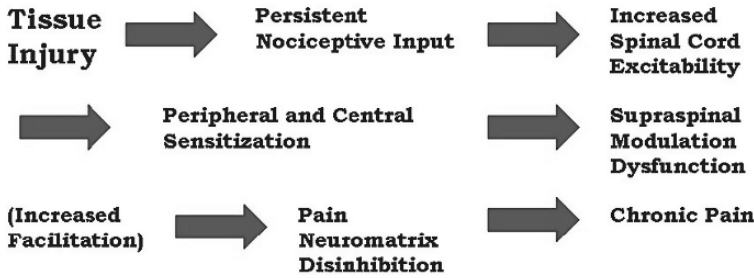 Tissue
Injury
Persistent
Nociceptive Input
Increased
Spinal Cord
Excitability
Peripheral and Central
Sensitization
Supraspinal
Modulation
Dysfunction
(Increased
Facilitation)
Pain
Neuromatrix
Disinhibition
Chronic Pain